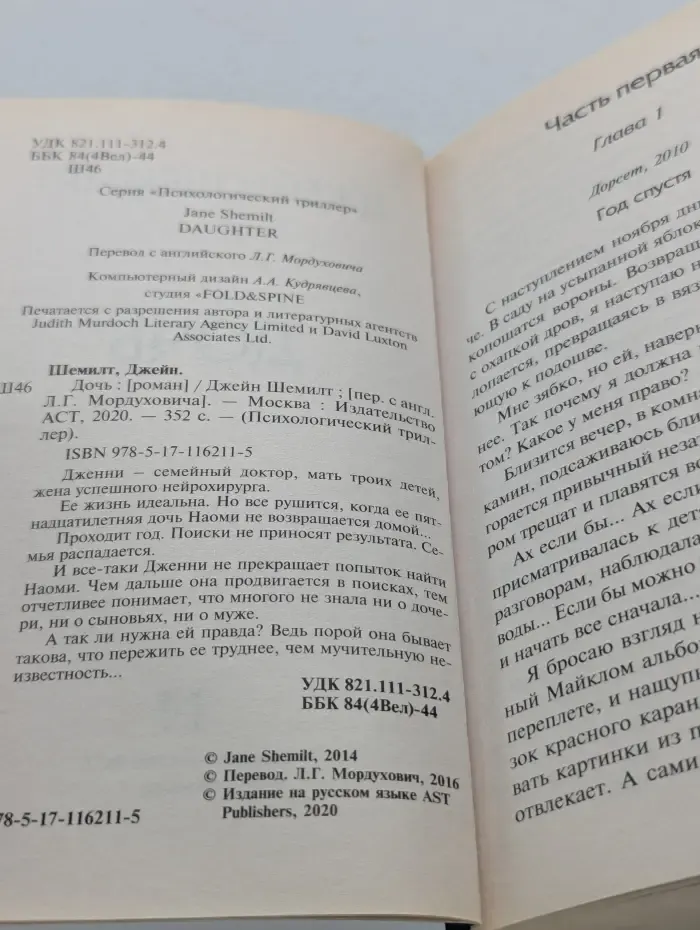 УДК 821.111-312.4
ББК 84(4Вел)-44
Ш46
Серия «Психологический триллер»
Jane Shemilt
DAUGHTER
Перевод с английского Л.Г. Мордуховича
Компьютерный дизайн А.А. Кудрявцева,
студия «FOLD&SPINE
Печатается с разрешения автора и литературных агентств
Judith Murdoch Literary Agency Limited и David Luxton
Associates Ltd.
Шемилт, Джейн.
Ш46 Дочь : [роман] / Джейн Шемилт ; [пер. с англ.
Л.Г. Мордуховича]. — Москва : Издательство
АСТ, 2020. — 352 с. — (Психологический трил-
лер).
ISBN 978-5-17-116211-5
Дженни — семейный доктор, мать троих детей,
жена успешного нейрохирурга.
Ее жизнь идеальна. Но все рушится, когда ее пят-
надцатилетняя дочь Наоми не возвращается домой...
Проходит год. Поиски не приносят результата. Се-
мья распадается.
И все-таки Дженни не прекращает попыток найти
Наоми. Чем дальше она продвигается в поисках, тем
отчетливее понимает, что многого не знала ни о доче-
ри, ни о сыновьях, ни о муже.
А так ли нужна ей правда? Ведь порой она бывает
такова, что пережить ее труднее, чем мучительную не-
известность...
УДК 821.111-312.4
ББК 84(4Вел)-44
© Jane Shemilt, 2014
© Перевод. Л.Г. Мордухович, 2016
© Издание на русском языке AST
Publishers, 2020
78-5-17-116211-5
Часть первая
Глава 1
Дорсет, 2010
Год спустя
С наступлением ноября дни
че. В саду на усыпанной яблок
копошатся вороны. Возвращ
с охапкой дров, я наступаю н
лопается, превращаясь в вяз
ющую к подошве.
Мне зябко, но ей, наверн
нее. Так почему я должна
том? Какое у меня право?
Близится вечер, в комна
камин, подсаживаюсь бли
горается привычный неза
ром трещат и плавятся во
Ах если бы... Ах если
присматривалась к дет
разговорам, наблюдала
воды... Если бы можно
и начать все сначала...
Я бросаю взгляд н
ный Майклом альбо
переплете, и нащупы
зок красного каран
вать картинки из п
отвлекает. А сами